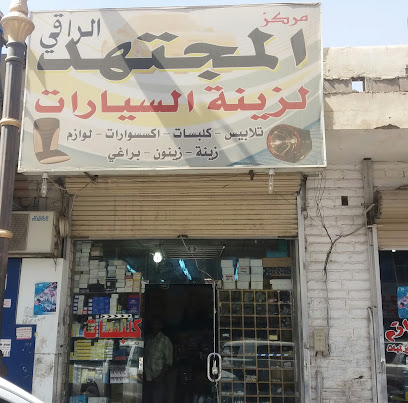 مركز
المجتهد الراقي
لزينة السيارات
تلابيس - كلبسات - اكسسوارات - لوازم
زينة - زينون - براغي
كلبسات